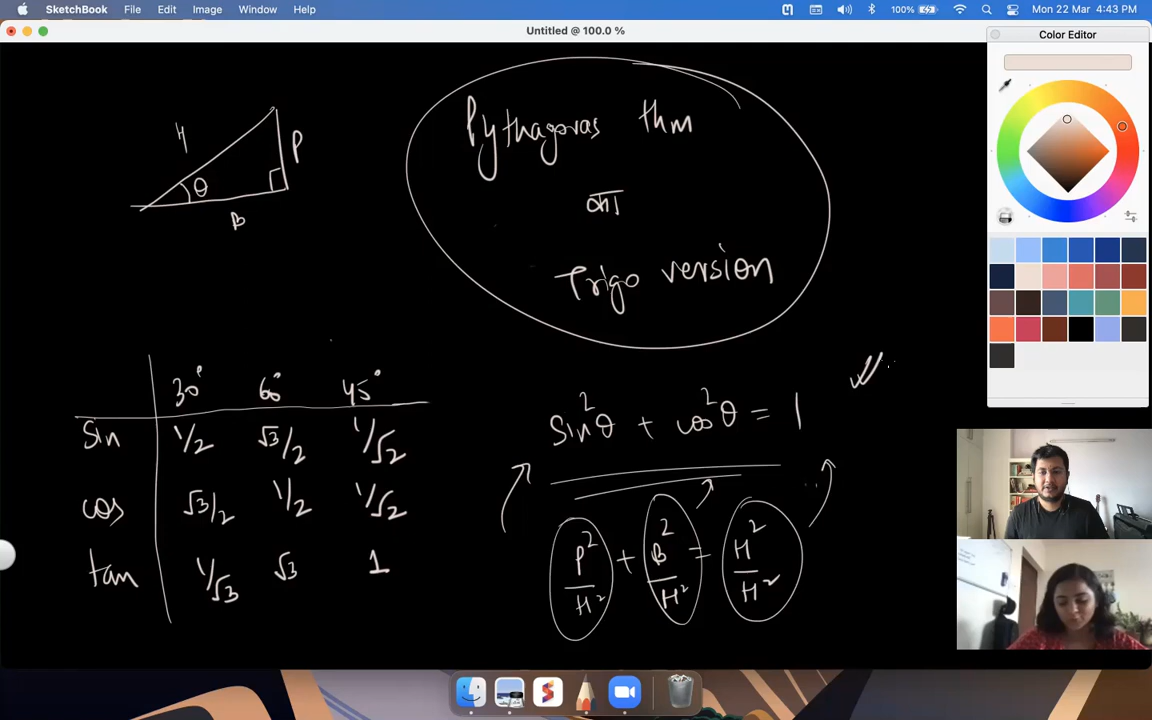 SketchBook File Edit Image Window Help 100% Mon 22 Mar 4:43 PM
Untitled @ 100.0 %
Color Editor
H
P
θ
B
Pythagoras thm
का
Trigo version
30° 60° 45°
Sin 1/2 √3/2 1/√2
cos √3/2 1/2 1/√2
tan 1/√3 √3 1
sin²θ + cos²θ = 1
P²/H² + B²/H² = H²/H²